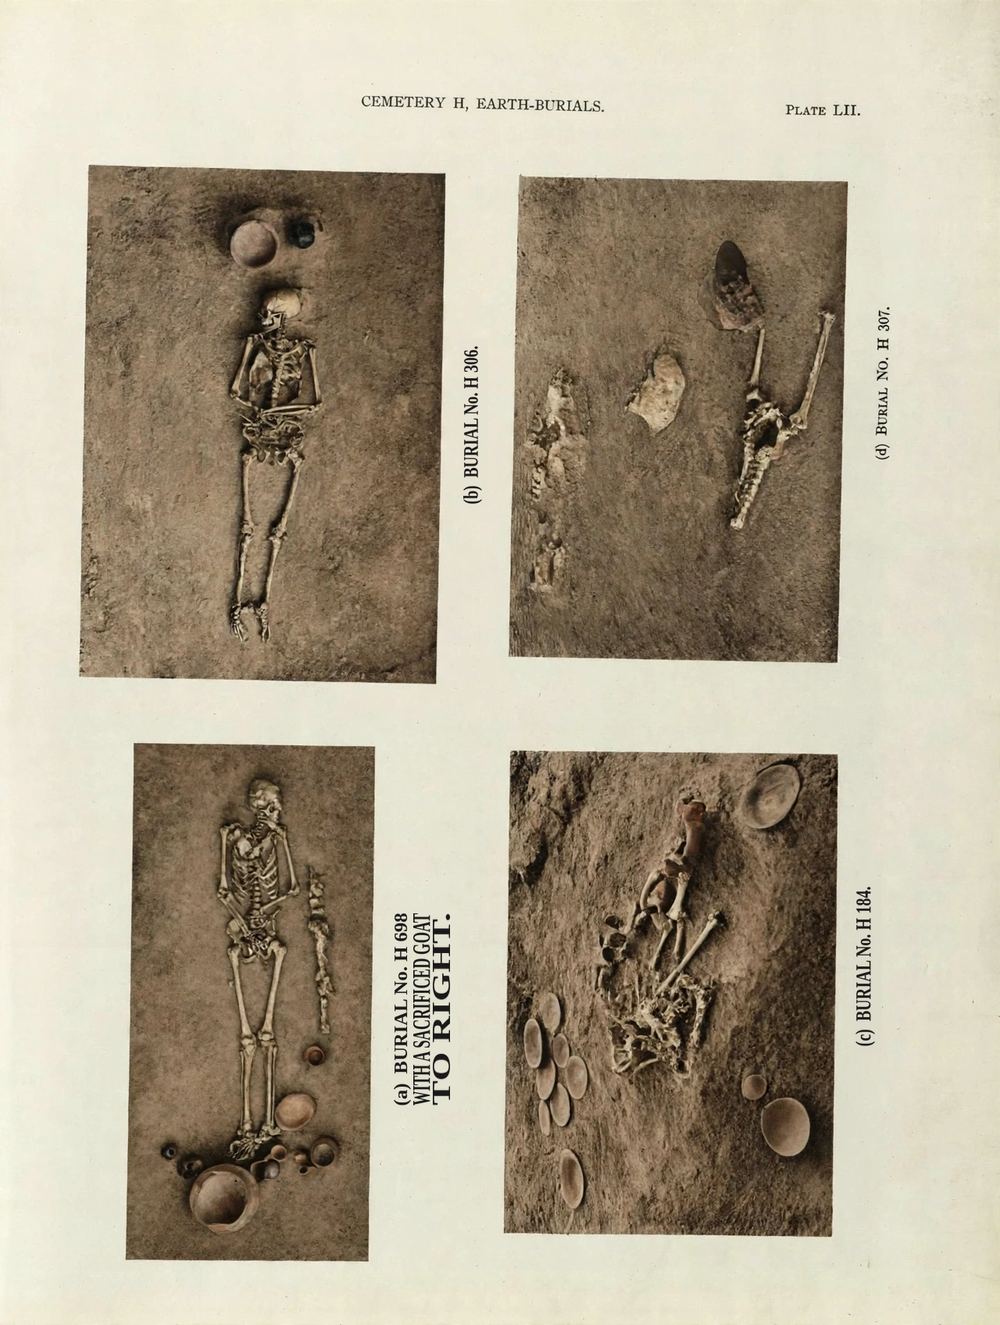 CEMETERY H, EARTH-BURIALS.
PLATE LII.
(a) BURIAL No. H 698
WITH A SACRIFICED GOAT
TO RIGHT.
(b) BURIAL No. H 306.
(c) BURIAL No. H 184.
(d) BURIAL NO. H 307.